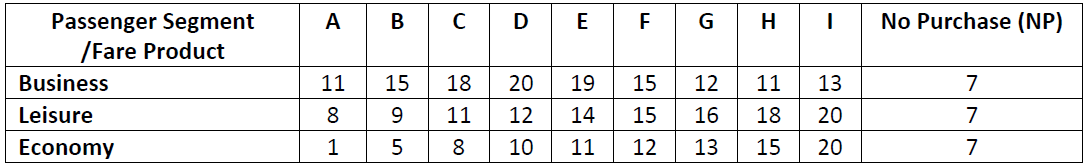 Passenger Segment /Fare Product A B C D E F G H I No Purchase (NP)
Business 11 15 18 20 19 15 12 11 13 7
Leisure 8 9 11 12 14 15 16 18 20 7
Economy 1 5 8 10 11 12 13 15 20 7